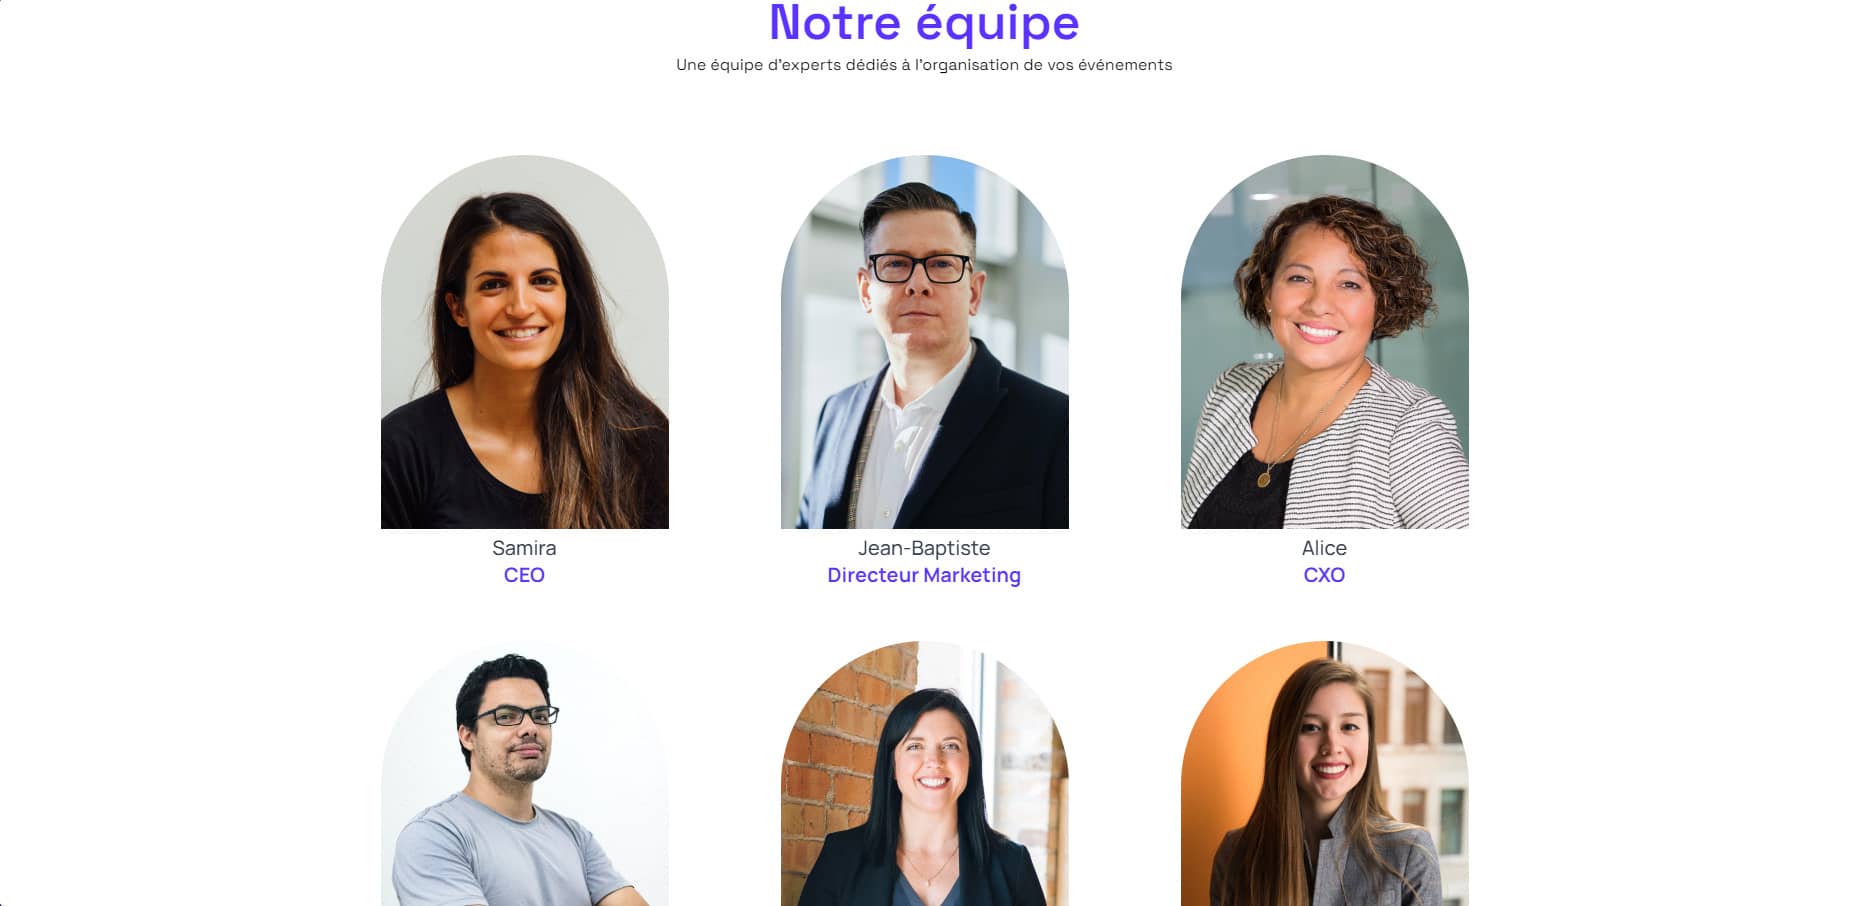 Notre équipe
Une équipe d'experts dédiés à l'organisation de vos événements
Samira
CEO
Jean-Baptiste
Directeur Marketing
Alice
CXO